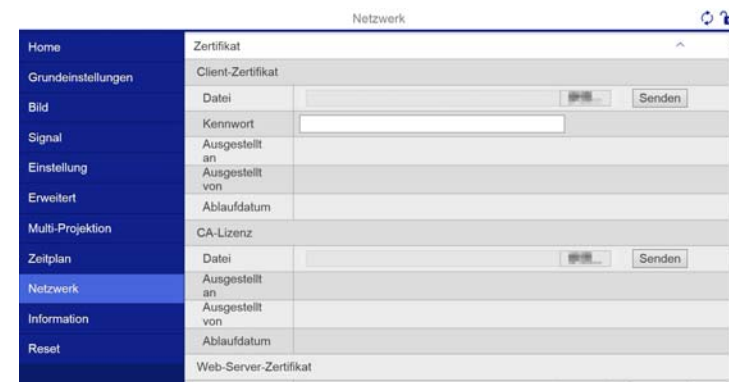 Netzwerk
Home
Grundeinstellungen
Bild
Signal
Einstellung
Erweitert
Multi-Projektion
Zeitplan
Netzwerk
Information
Reset
Zertifikat
Client-Zertifikat
Datei
Senden
Kennwort
Ausgestellt
an
Ausgestellt
von
Ablaufdatum
CA-Lizenz
Datei
Senden
Ausgestellt
an
Ausgestellt
von
Ablaufdatum
Web-Server-Zertifikat